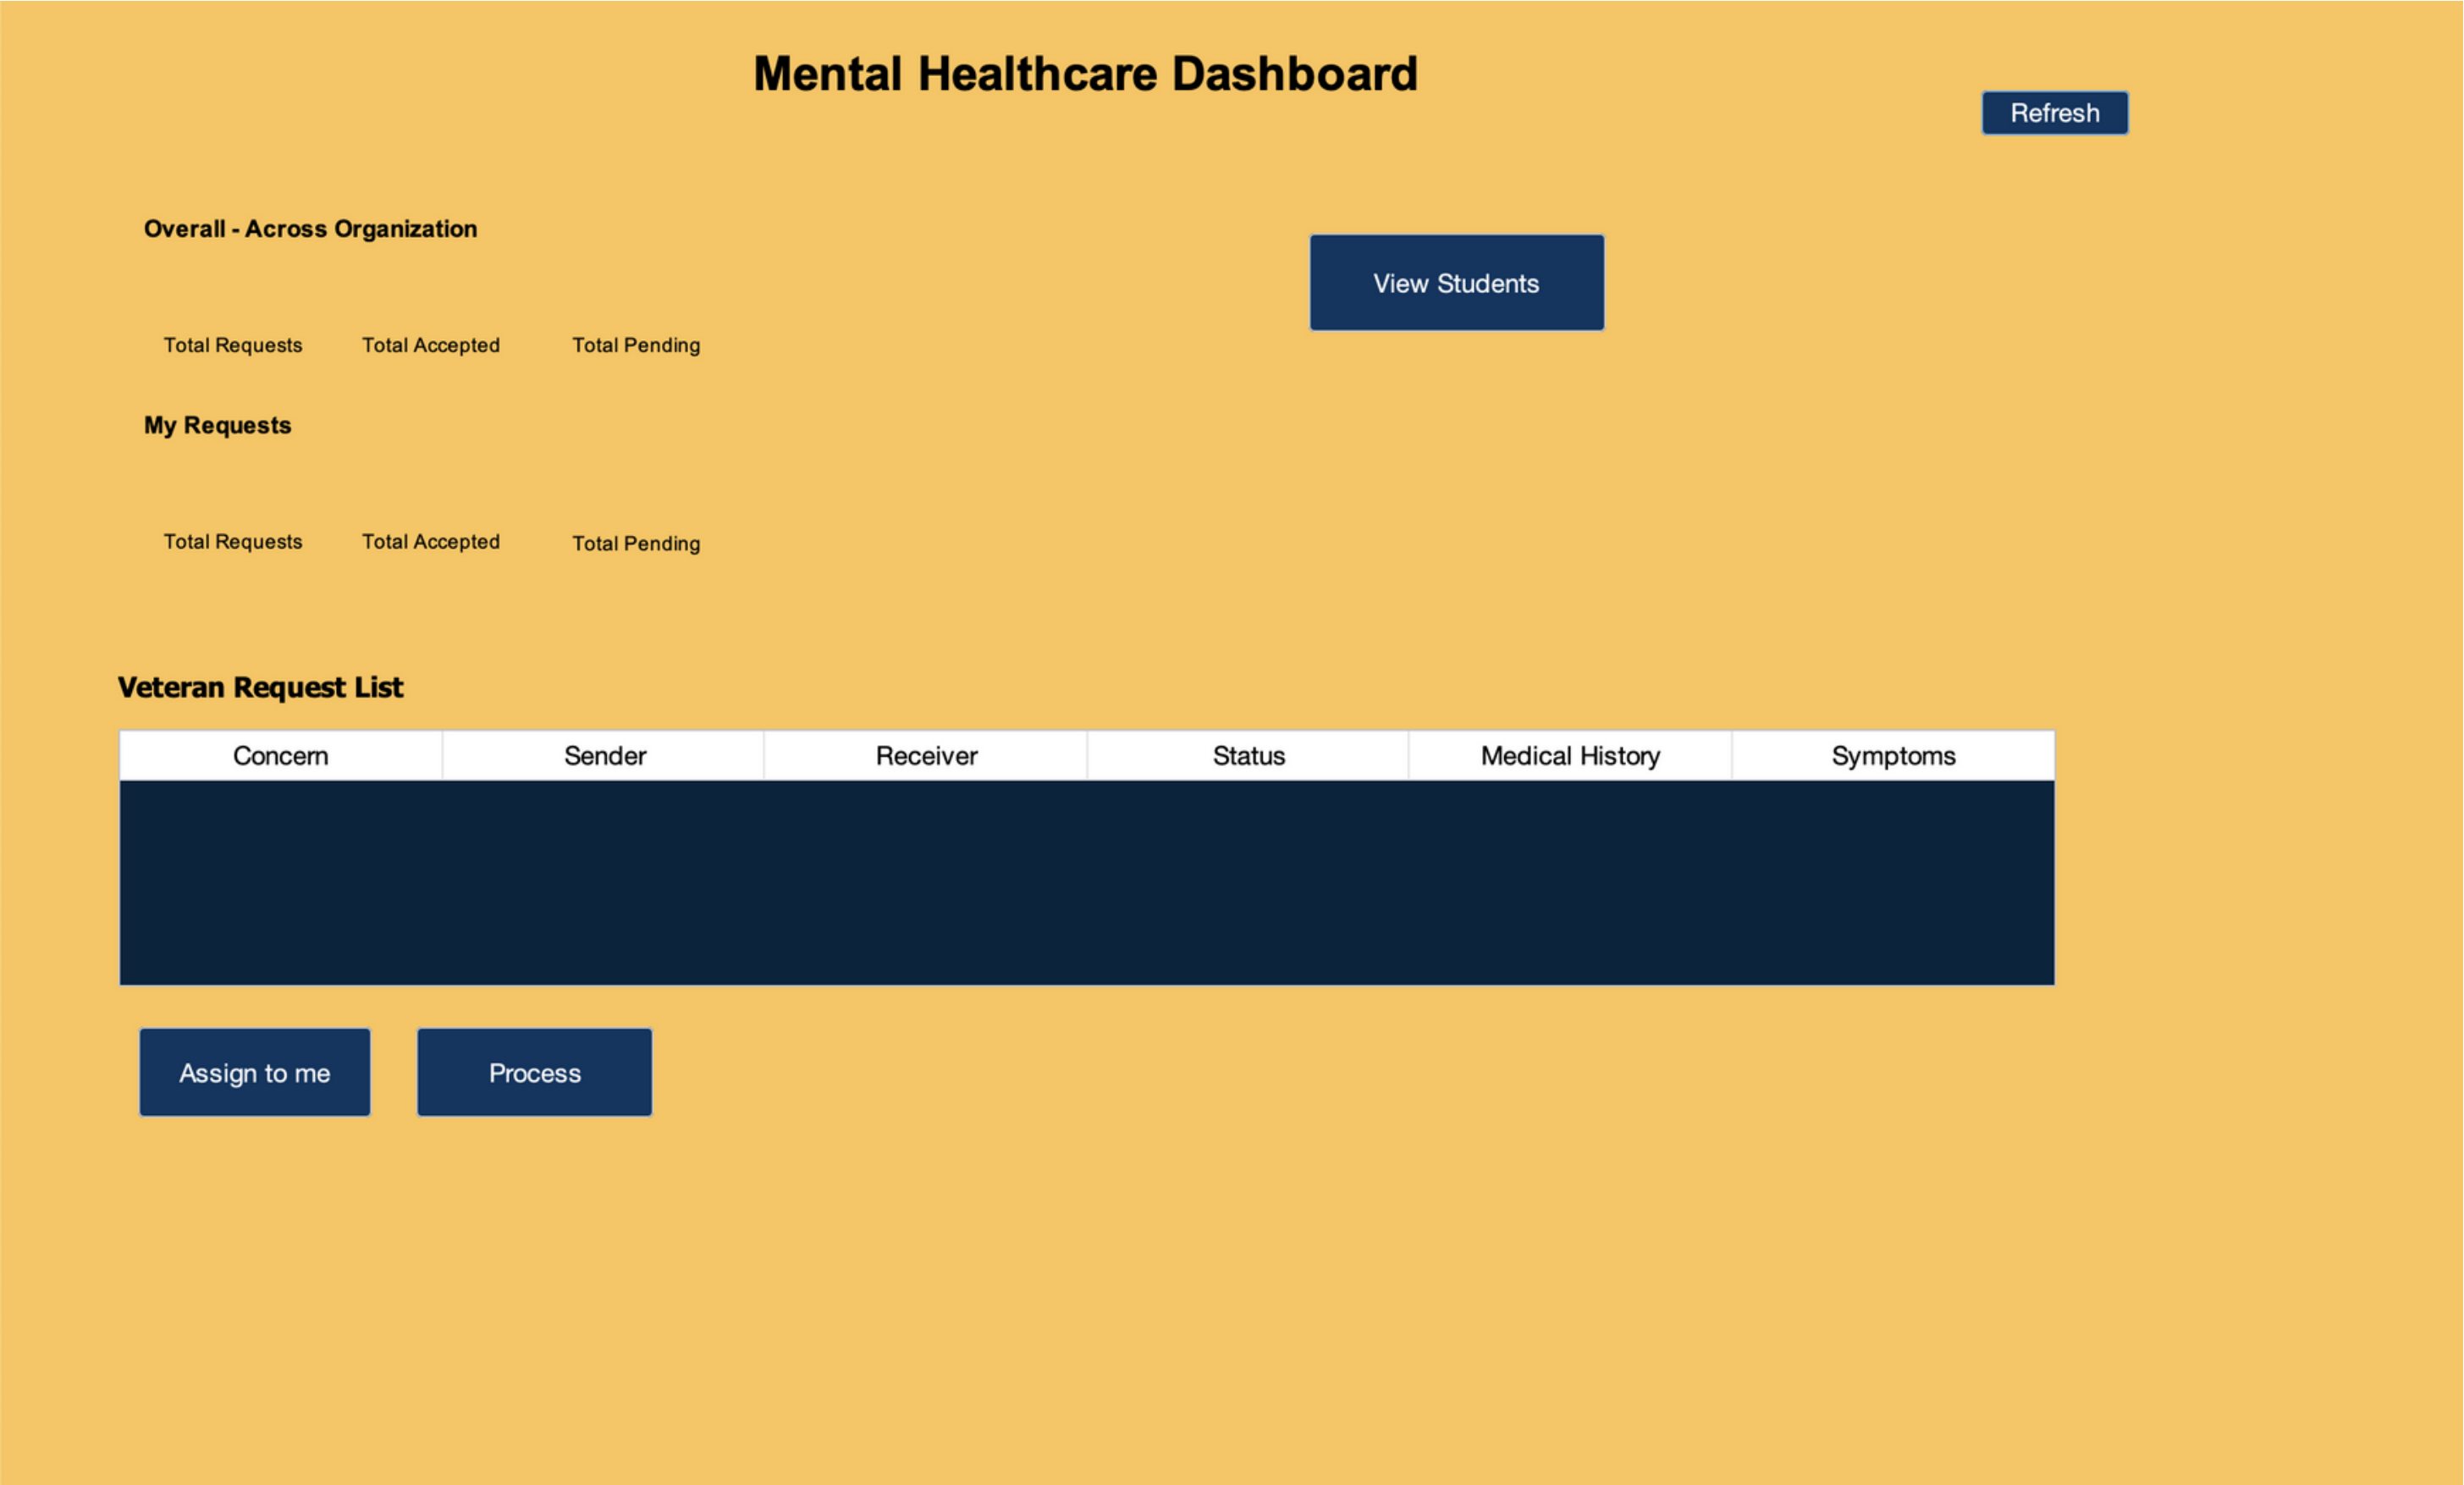 Mental Healthcare Dashboard
Refresh
Overall - Across Organization
View Students
Total Requests Total Accepted Total Pending
My Requests
Total Requests Total Accepted Total Pending
Veteran Request List
Concern Sender Receiver Status Medical History Symptoms
Assign to me Process